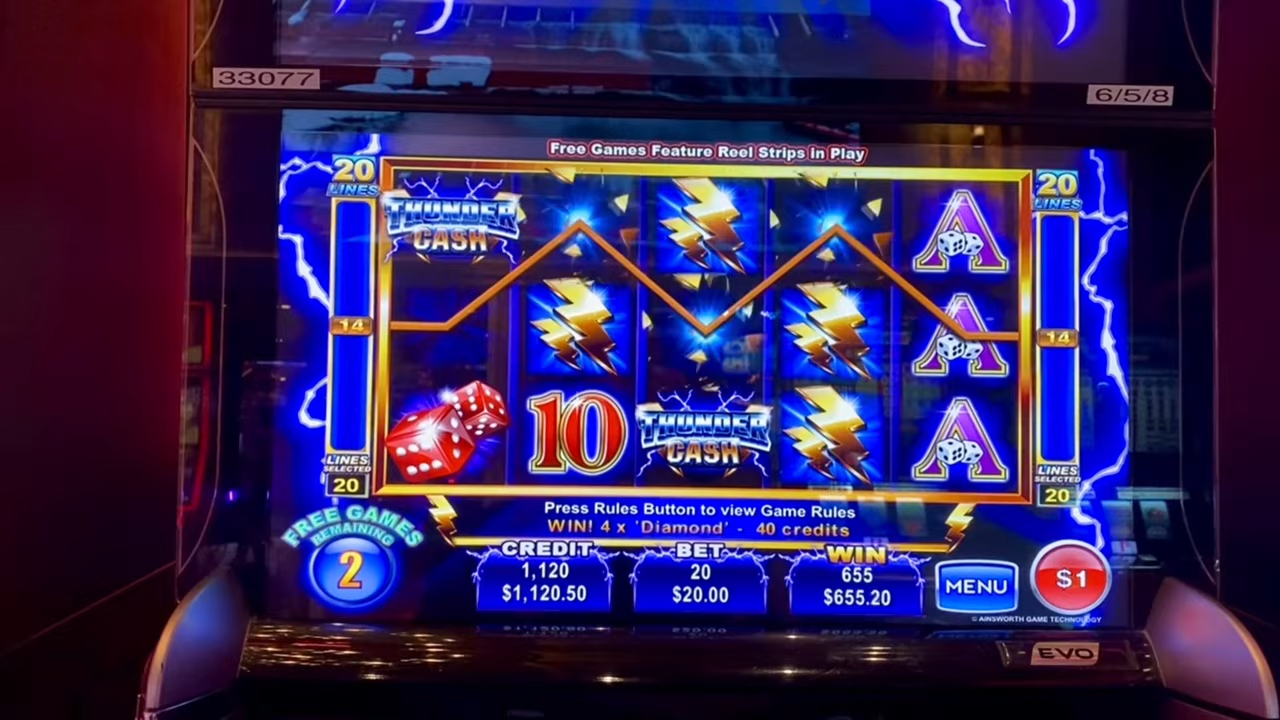 33077
6/5/8
Free Games Feature Reel Strips In Play
20
LINES
20
LINES
THUNDER
CASH
14
14
10
THUNDER
CASH
A
A
A
LINES
SELECTED
20
LINES
SELECTED
20
Press Rules Button to view Game Rules
WIN! 4 x 'Diamond' - 40 credits
FREE GAMES
REMAINING
2
CREDIT
1,120
$1,120.50
BET
20
$20.00
WIN
655
$655.20
MENU
$1
© AINSWORTH GAME TECHNOLOGY
EVO